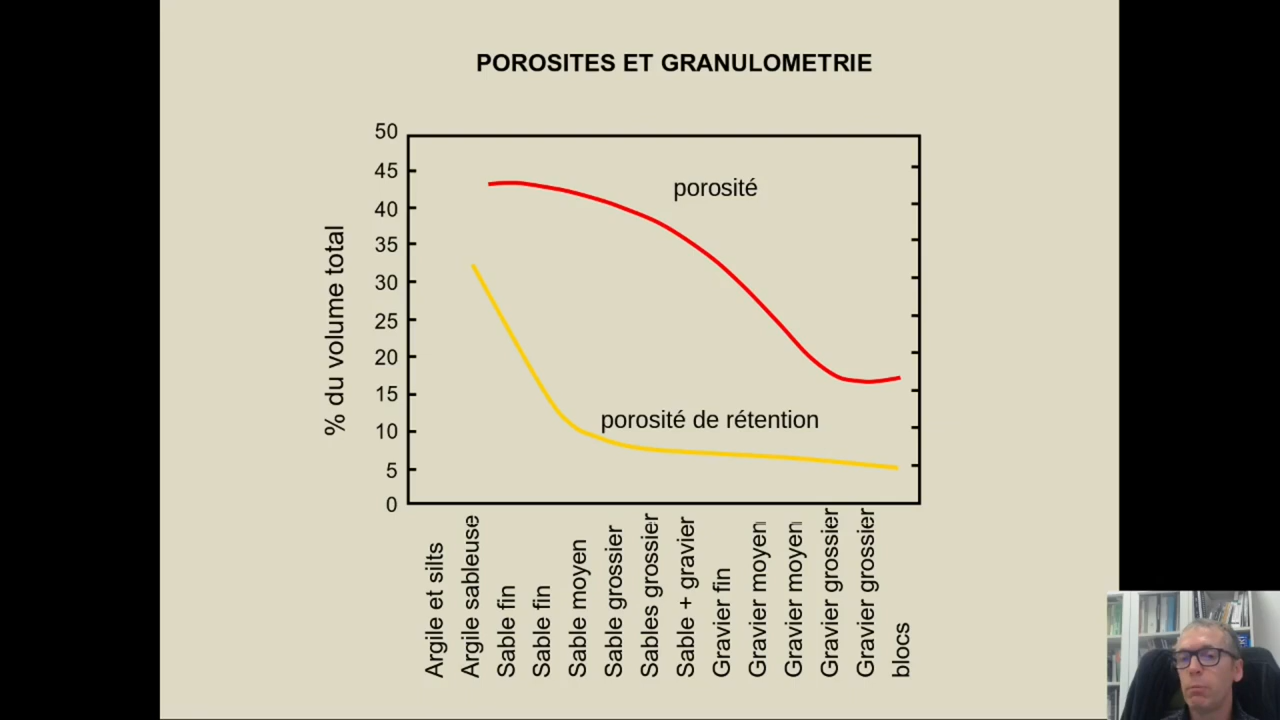 POROSITES ET GRANULOMETRIE
% du volume total
50
45
40
35
30
25
20
15
10
5
0
porosité
porosité de rétention
Argile et silts
Argile sableuse
Sable fin
Sable fin
Sable moyen
Sable grossier
Sables grossier
Sable + gravier
Gravier fin
Gravier moyen
Gravier moyen
Gravier grossier
Gravier grossier
blocs